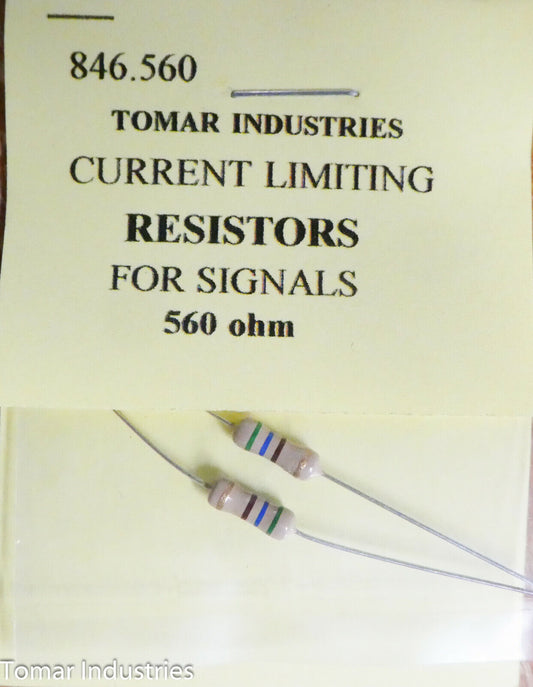 846.560
TOMAR INDUSTRIES
CURRENT LIMITING
RESISTORS
FOR SIGNALS
560 ohm
Tomar Industries